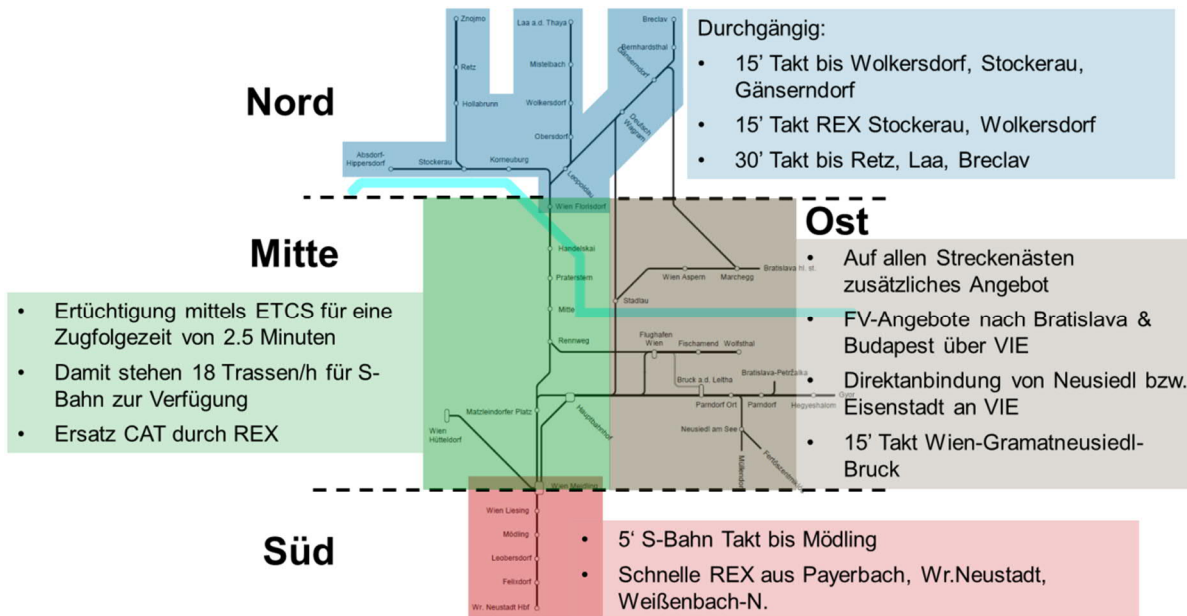 Nord
Durchgängig:
• 15’ Takt bis Wolkersdorf, Stockerau,
Gänserndorf
• 15’ Takt REX Stockerau, Wolkersdorf
• 30’ Takt bis Retz, Laa, Breclav
Znojmo
Laa a.d. Thaya
Breclav
Bernhardsthal
Gänserndorf
Retz
Mistelbach
Hollabrunn
Wolkersdorf
Deutsch
Wagram
Obersdorf
Absdorf-
Hippersdorf
Stockerau
Korneuburg
Leopoldau
Wien Florisdorf
Mitte
• Ertüchtigung mittels ETCS für eine
Zugfolgezeit von 2.5 Minuten
• Damit stehen 18 Trassen/h für S-
Bahn zur Verfügung
• Ersatz CAT durch REX
Handelskai
Praterstern
Mitte
Rennweg
Matzleindorfer Platz
Hauptbahnhof
Wien
Hütteldorf
Wien Meidling
Ost
• Auf allen Streckenästen
zusätzliches Angebot
• FV-Angebote nach Bratislava &
Budapest über VIE
• Direktanbindung von Neusiedl bzw.
Eisenstadt an VIE
• 15’ Takt Wien-Gramatneusiedl-
Bruck
Wien Aspern
Marchegg
Bratislava hl. st.
Stadlau
Flughafen
Wien
Fischamend
Wolfsthal
Bruck a.d. Leitha
Bratislava-Petržalka
Parndorf Ort
Parndorf
Hegyeshalom
Gyor
Neusiedl am See
Süd
Wien Liesing
Mödling
Leobersdorf
Felixdorf
Wr. Neustadt Hbf
• 5‘ S-Bahn Takt bis Mödling
• Schnelle REX aus Payerbach, Wr.Neustadt,
Weißenbach-N.